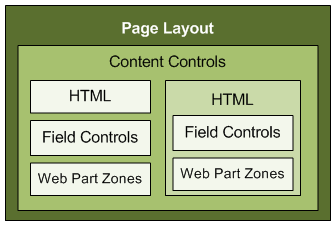 Page Layout
Content Controls
HTML
Field Controls
Web Part Zones
HTML
Field Controls
Web Part Zones